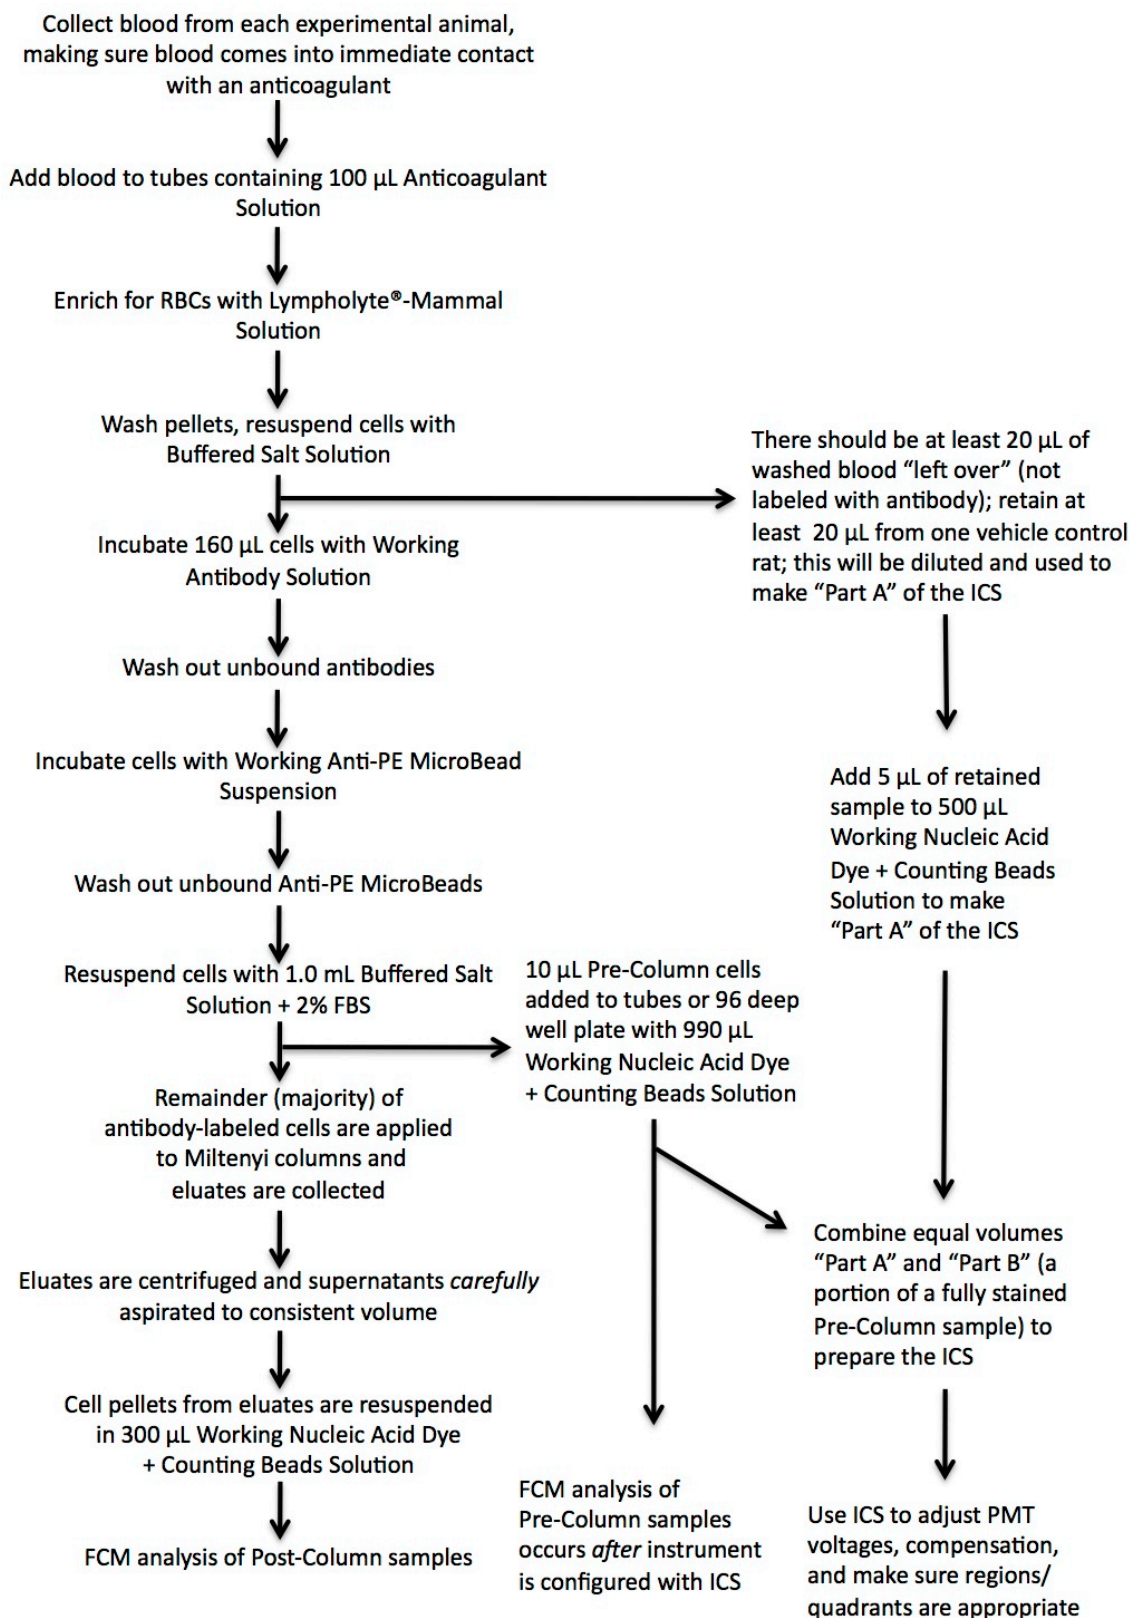 Collect blood from each experimental animal,
making sure blood comes into immediate contact
with an anticoagulant
Add blood to tubes containing 100 µL Anticoagulant
Solution
Enrich for RBCs with Lympholyte®-Mammal
Solution
Wash pellets, resuspend cells with
Buffered Salt Solution
There should be at least 20 µL of
washed blood “left over” (not
labeled with antibody); retain at
least  20 µL from one vehicle control
rat; this will be diluted and used to
make “Part A” of the ICS
Incubate 160 µL cells with Working
Antibody Solution
Wash out unbound antibodies
Incubate cells with Working Anti-PE MicroBead
Suspension
Add 5 µL of retained
sample to 500 µL
Working Nucleic Acid
Dye + Counting Beads
Solution to make
“Part A” of the ICS
Wash out unbound Anti-PE MicroBeads
Resuspend cells with 1.0 mL Buffered Salt
Solution + 2% FBS
10 µL Pre-Column cells
added to tubes or 96 deep
well plate with 990 µL
Working Nucleic Acid Dye
+ Counting Beads Solution
Remainder (majority) of
antibody-labeled cells are applied
to Miltenyi columns and
eluates are collected
Combine equal volumes
“Part A” and “Part B” (a
portion of a fully stained
Pre-Column sample) to
prepare the ICS
Eluates are centrifuged and supernatants carefully
aspirated to consistent volume
Cell pellets from eluates are resuspended
in 300 µL Working Nucleic Acid Dye
+ Counting Beads Solution
FCM analysis of Post-Column samples
FCM analysis of
Pre-Column samples
occurs after instrument
is configured with ICS
Use ICS to adjust PMT
voltages, compensation,
and make sure regions/
quadrants are appropriate